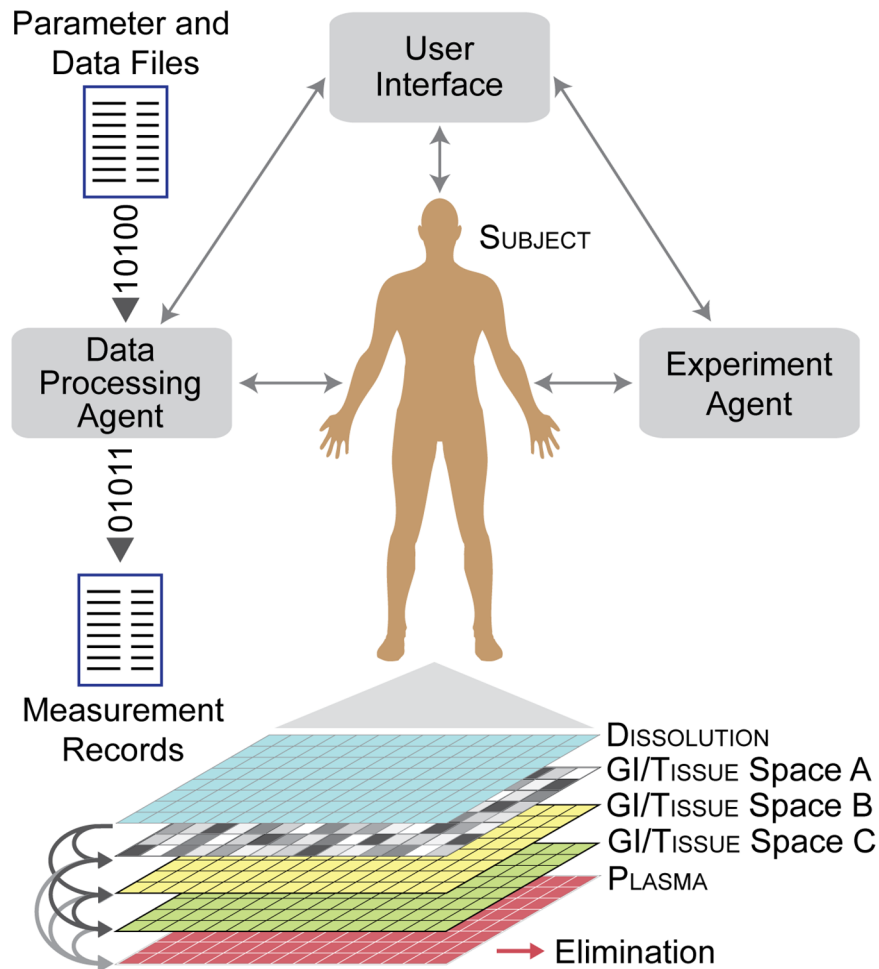 Parameter and
Data Files
User
Interface
10100
SUBJECT
Data
Processing
Agent
Experiment
Agent
01011
Measurement
Records
DISSOLUTION
GI/TISSUE Space A
GI/TISSUE Space B
GI/TISSUE Space C
PLASMA
Elimination